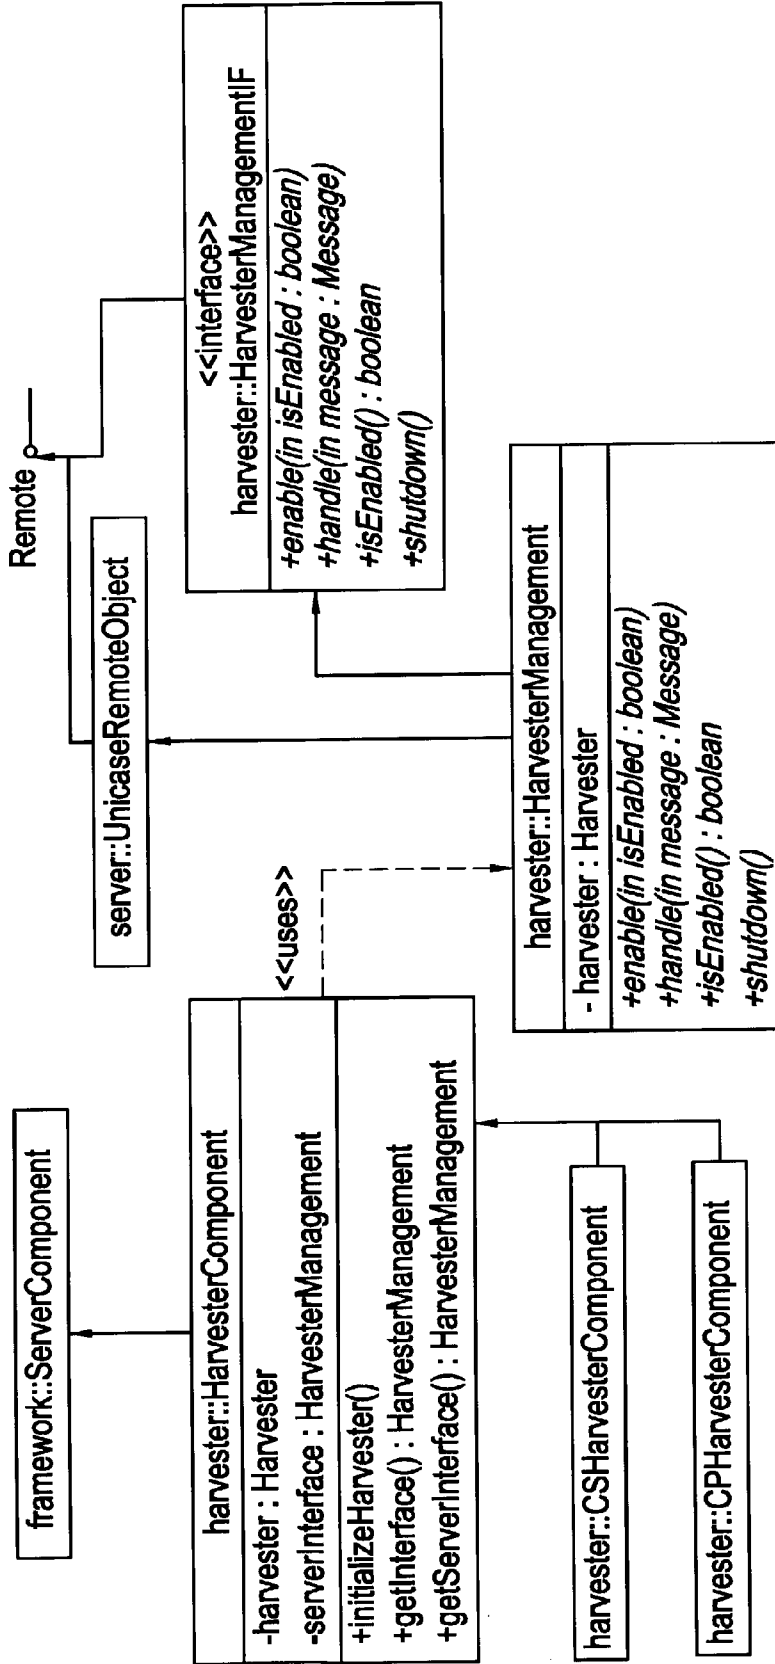 framework::ServerComponent
harvester::HarvesterComponent
-harvester : Harvester
-serverInterface : HarvesterManagement
+initializeHarvester()
+getInterface() : HarvesterManagement
+getServerInterface() : HarvesterManagement
harvester::CSHarvesterComponent
harvester::CPHarvesterComponent
<<uses>>
Remote
server::UnicaseRemoteObject
<<interface>>
harvester::HarvesterManagementIF
+enable(in isEnabled : boolean)
+handle(in message : Message)
+isEnabled() : boolean
+shutdown()
harvester::HarvesterManagement
- harvester : Harvester
+enable(in isEnabled : boolean)
+handle(in message : Message)
+isEnabled() : boolean
+shutdown()